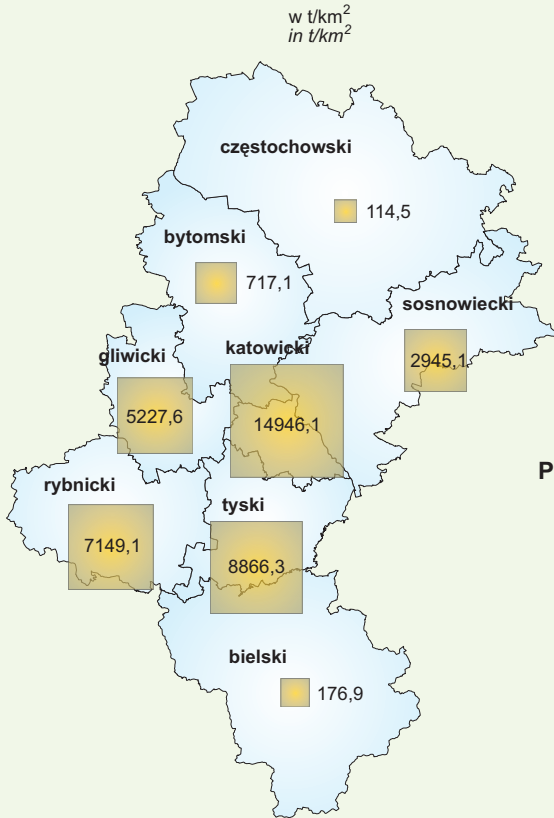 w t/km²
in t/km²
częstochowski
114,5
bytomski
717,1
sosnowiecki
2945,1
gliwicki
katowicki
5227,6
14946,1
P
rybnicki
tyski
7149,1
8866,3
bielski
176,9